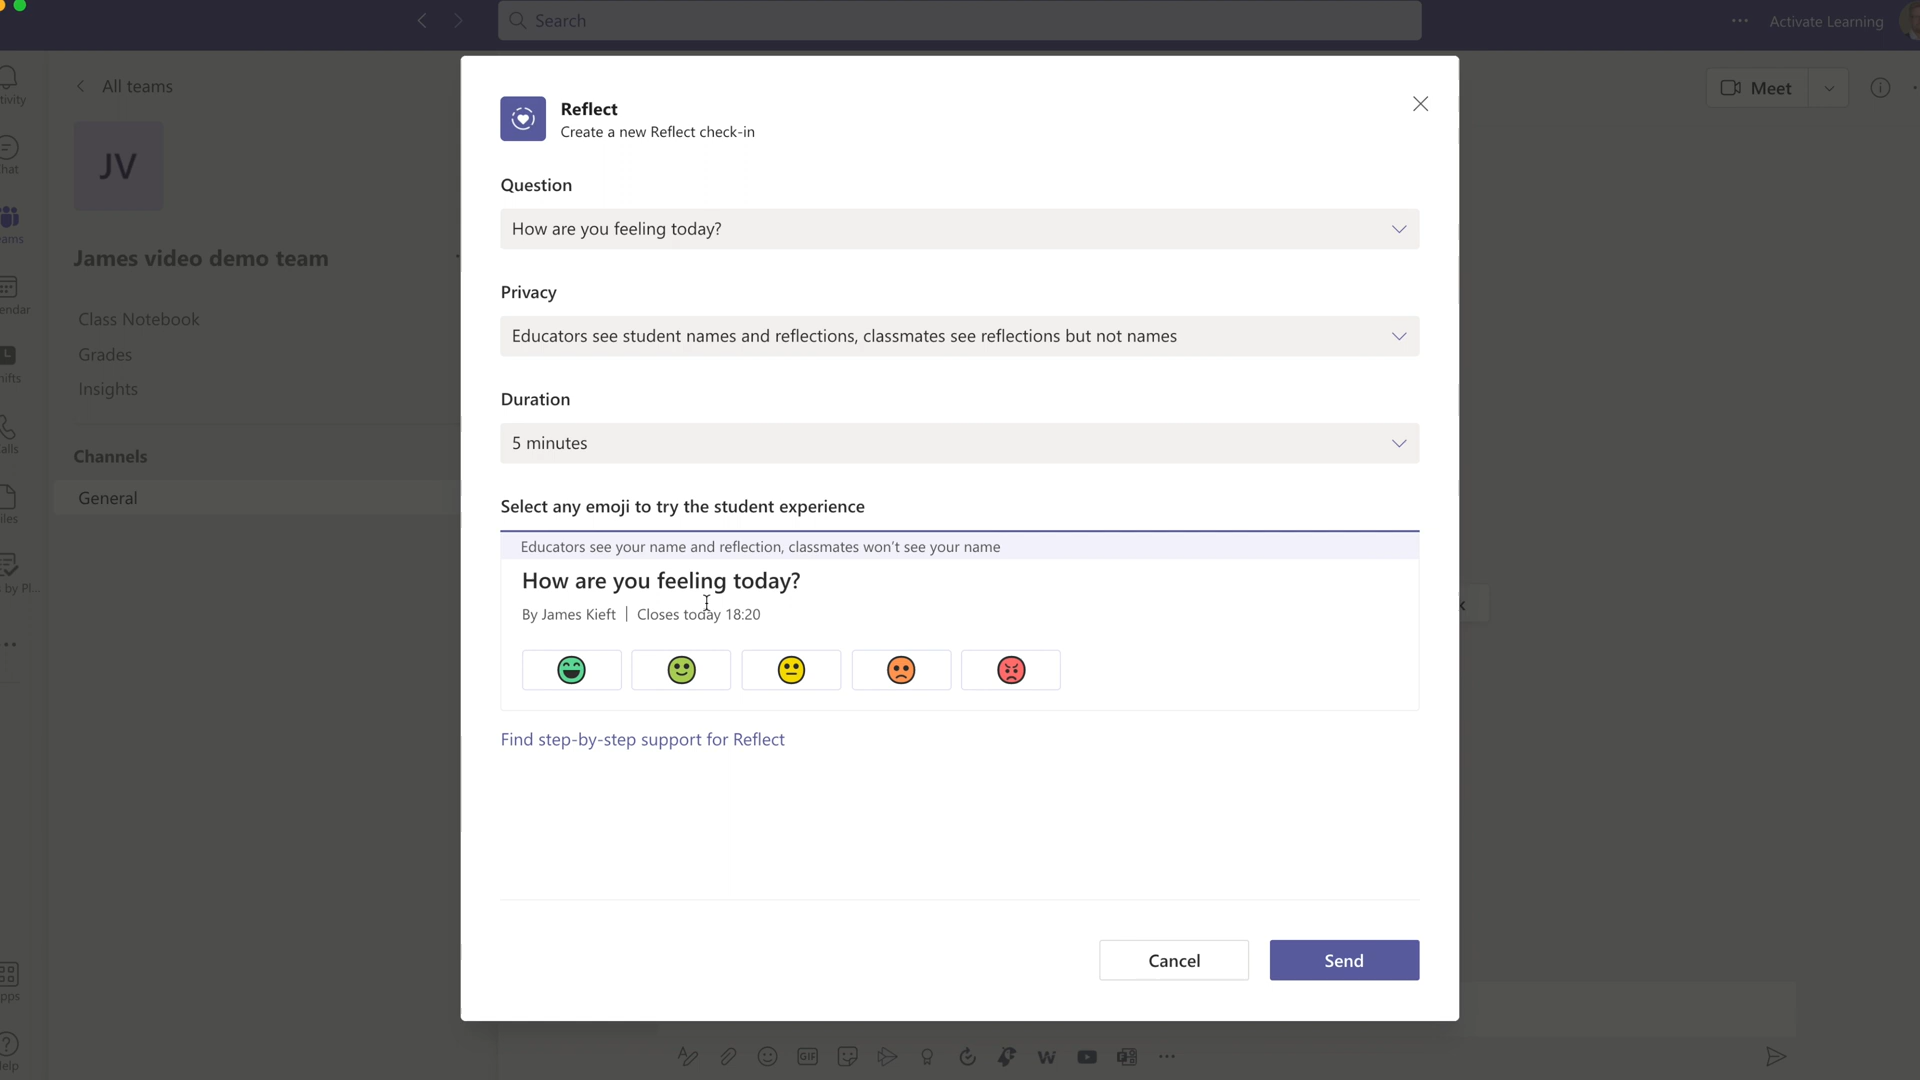 Search
Activate Learning
All teams
Meet
JV
James video demo team
Class Notebook
Grades
Insights
Channels
General
Reflect
Create a new Reflect check-in
Question
How are you feeling today?
Privacy
Educators see student names and reflections, classmates see reflections but not names
Duration
5 minutes
Select any emoji to try the student experience
Educators see your name and reflection, classmates won't see your name
How are you feeling today?
By James Kieft | Closes today 18:20
Find step-by-step support for Reflect
Cancel
Send
GIF